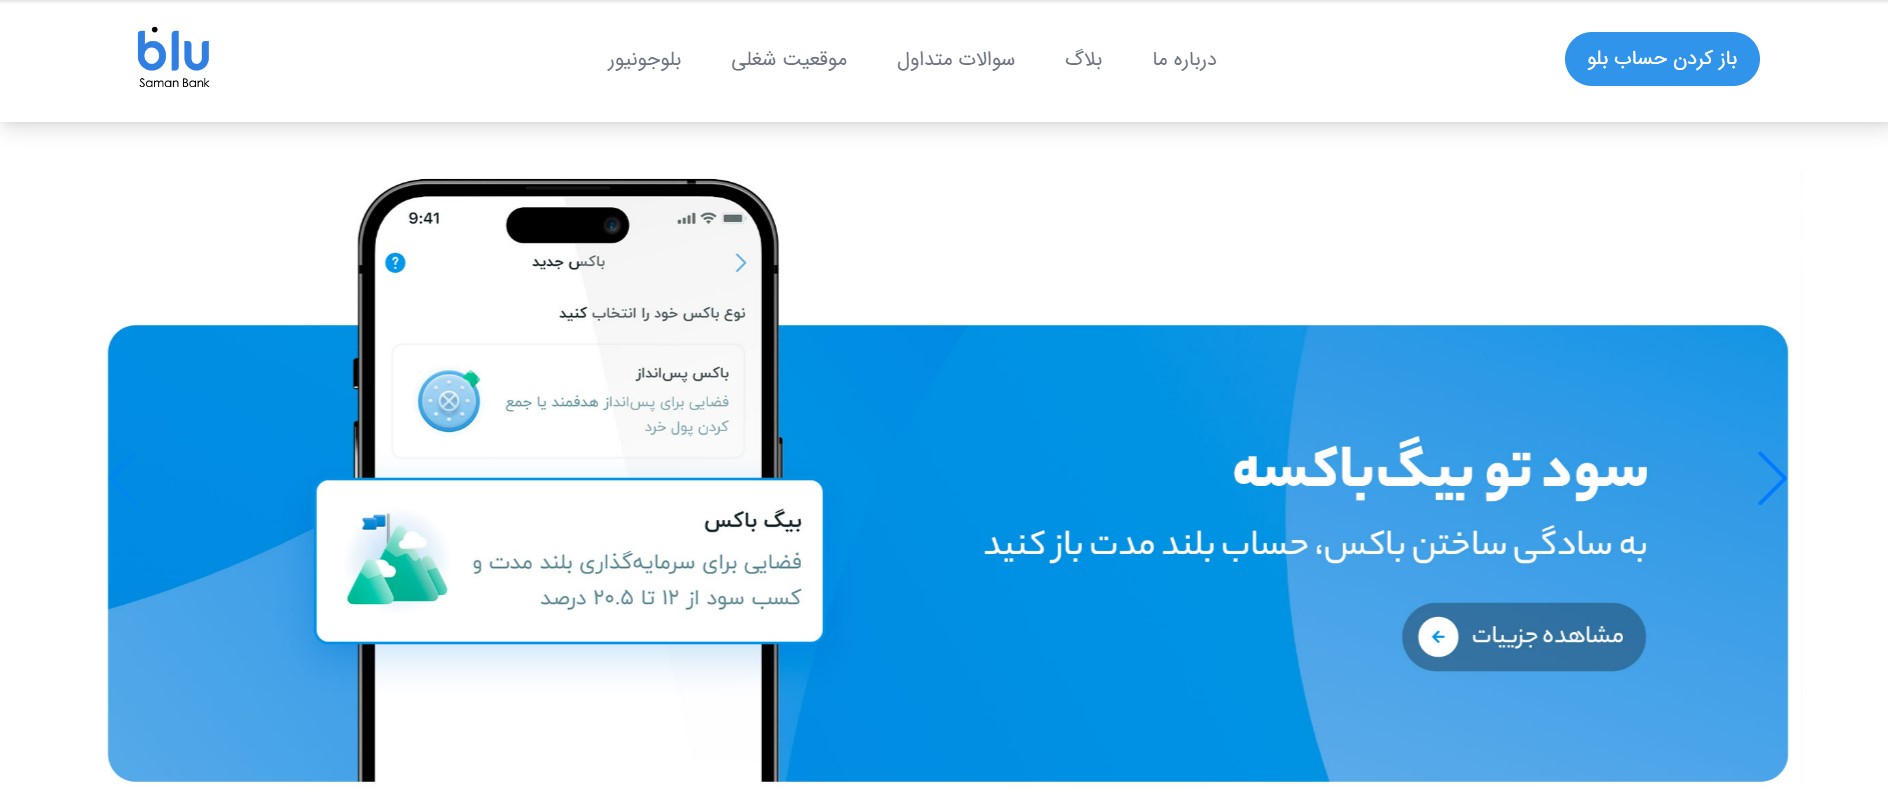 باز کردن حساب بلو
درباره ما
بلاگ
سوالات متداول
موقعیت شغلی
بلوجونیور
blu
Saman Bank
9:41
باکس جدید
?
نوع باکس خود را انتخاب کنید
باکس پس‌انداز
فضایی برای پس‌انداز هدفمند یا جمع
کردن پول خرد
بیگ باکس
فضایی برای سرمایه‌گذاری بلند مدت و
کسب سود از ۱۲ تا ۲۰.۵ درصد
سود تو بیگ‌باکسه
به سادگی ساختن باکس، حساب بلند مدت باز کنید
مشاهده جزییات